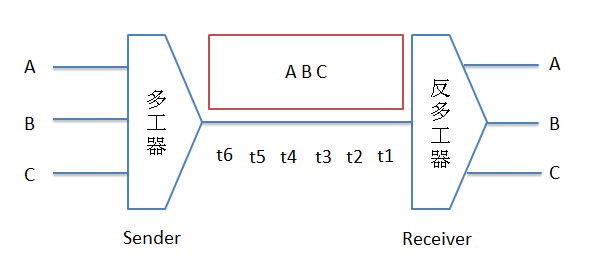 A
B
C
多工器
A B C
t6 t5 t4 t3 t2 t1
反多工器
A
B
C
Sender
Receiver